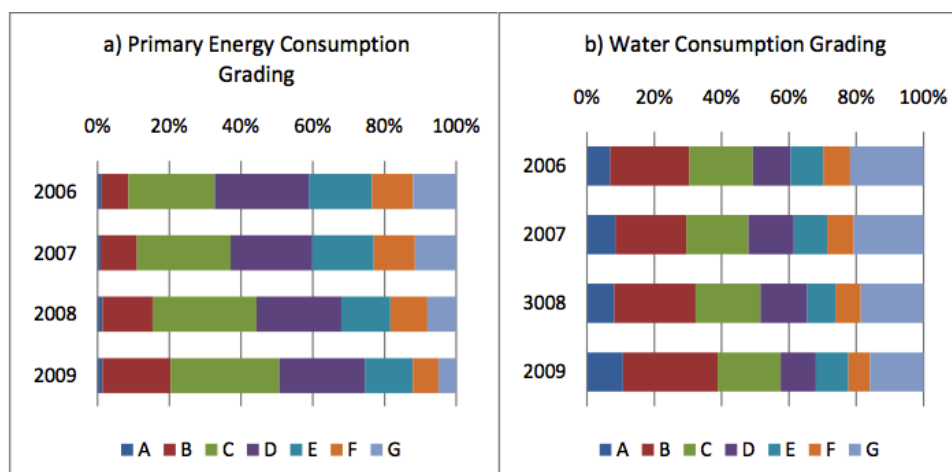 a) Primary Energy Consumption
Grading
0% 20% 40% 60% 80% 100%
2006
2007
2008
2009
A B C D E F G
b) Water Consumption Grading
0% 20% 40% 60% 80% 100%
2006
2007
3008
2009
A B C D E F G